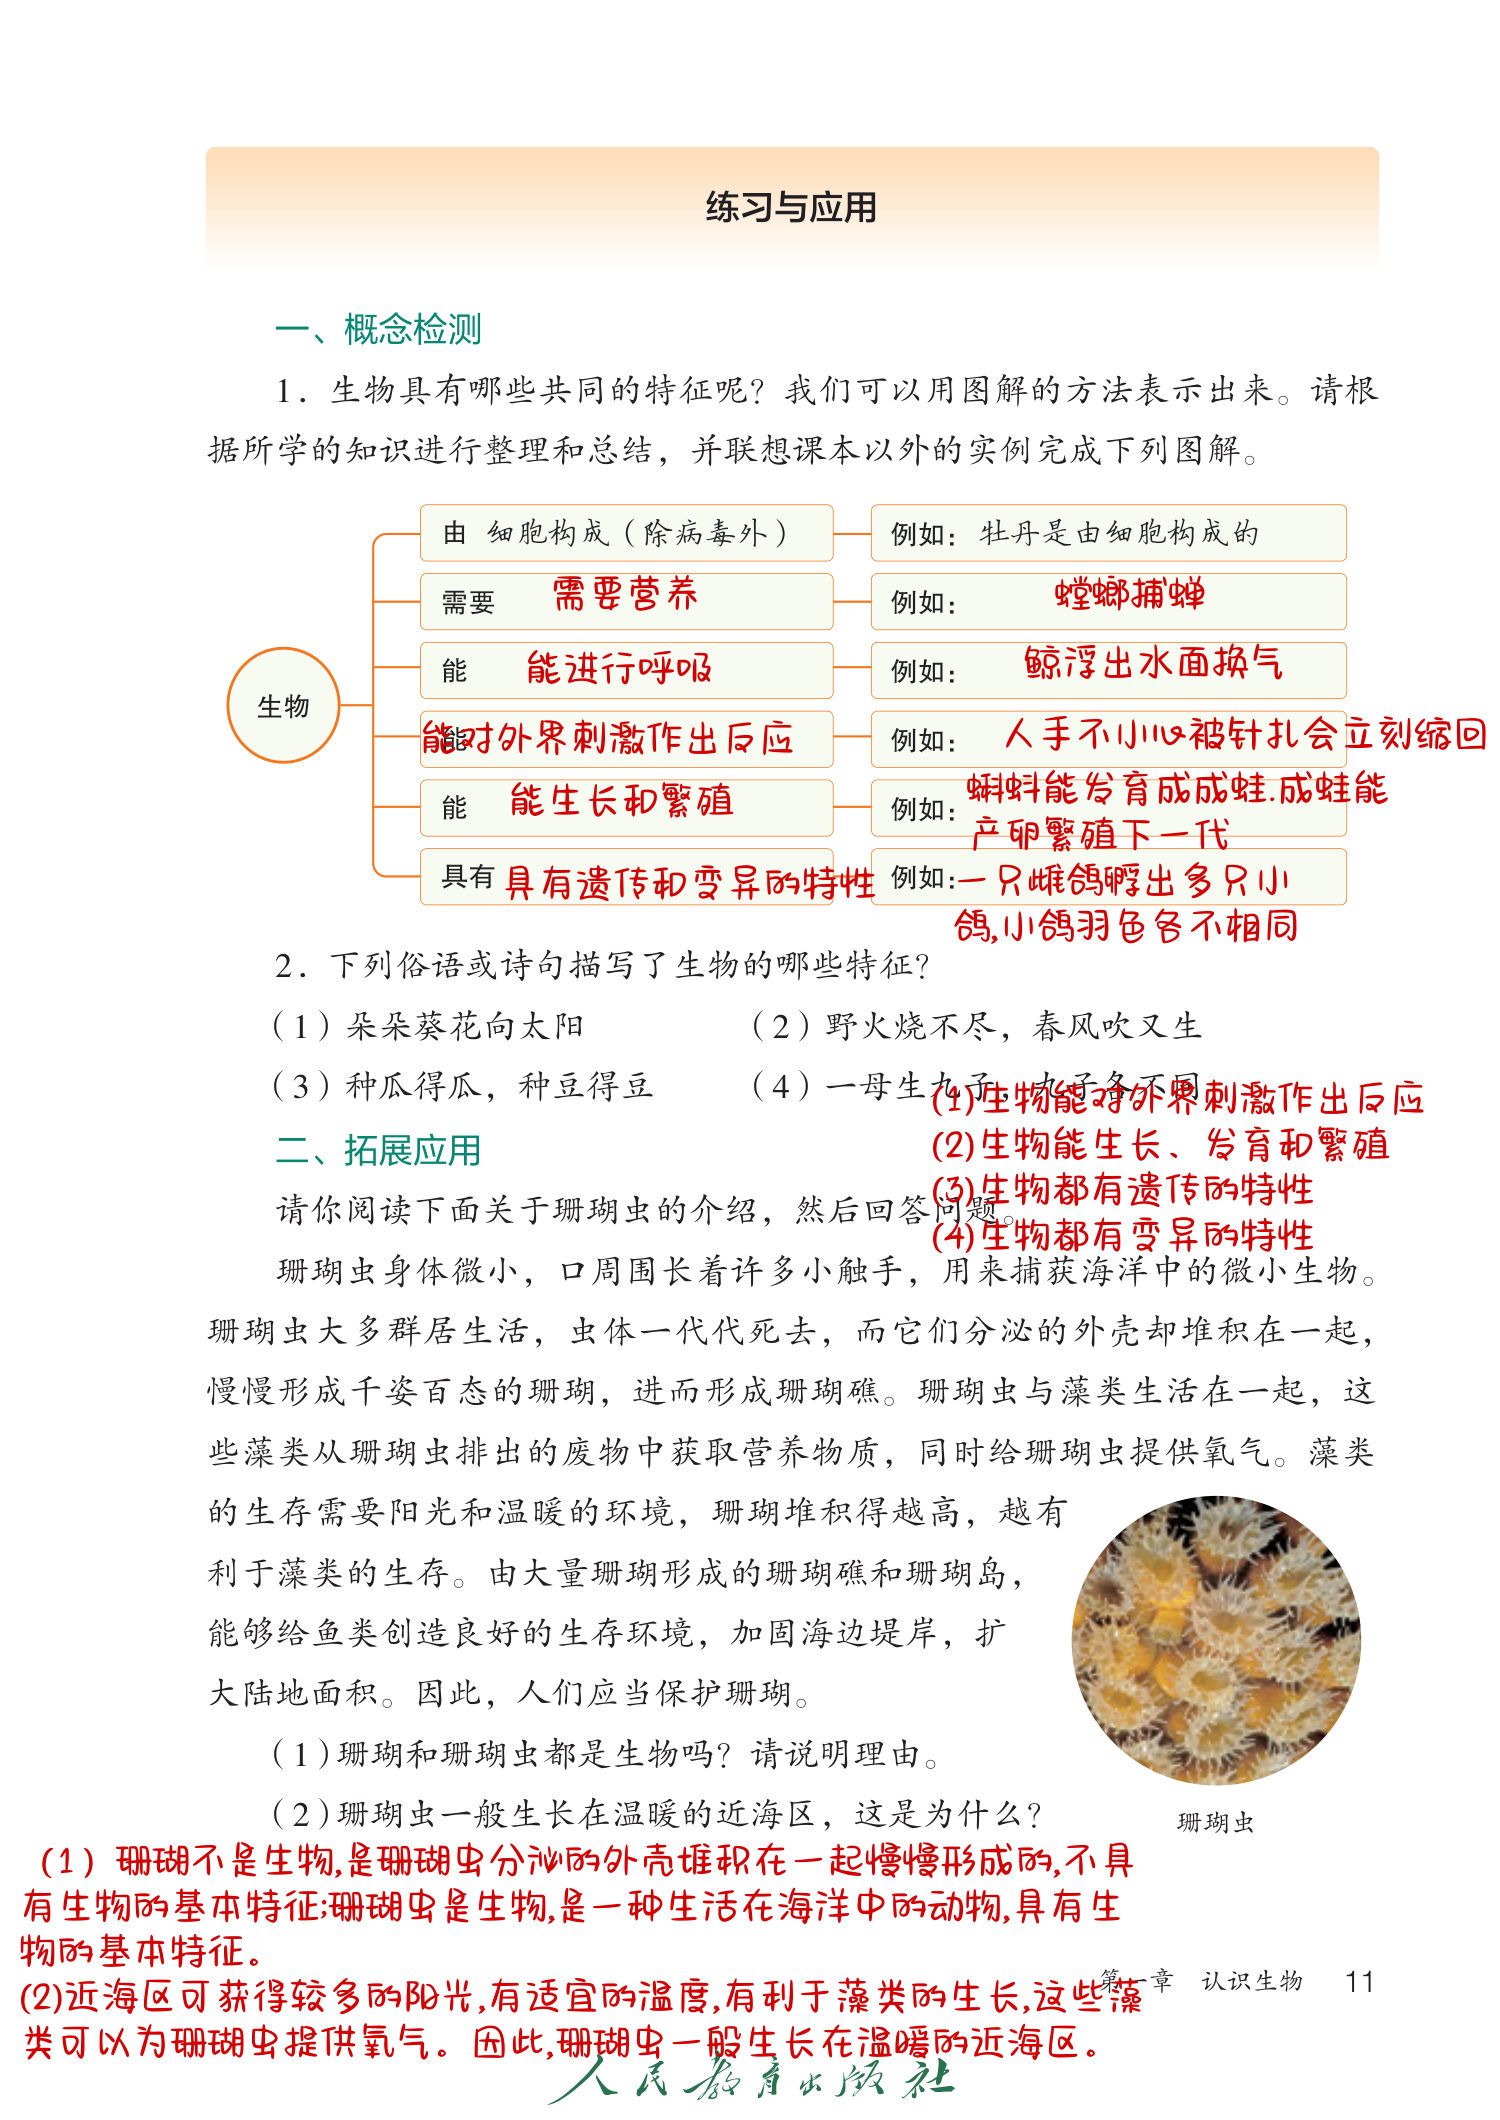 练习与应用
一、概念检测
1. 生物具有哪些共同的特征呢？我们可以用图解的方法表示出来。请根
据所学的知识进行整理和总结，并联想课本以外的实例完成下列图解。
生物
由 细胞构成（除病毒外） 例如：牡丹是由细胞构成的
需要 需要营养 例如： 螳螂捕蝉
能 能进行呼吸 例如： 鲸浮出水面换气
能 能对外界刺激作出反应 例如： 人手不小心被针扎会立刻缩回
能 能生长和繁殖 例如： 蝌蚪能发育成成蛙.成蛙能
产卵繁殖下一代
具有 具有遗传和变异的特性 例如：一只雌鸽孵出多只小
鸽,小鸽羽色各不相同
2. 下列俗语或诗句描写了生物的哪些特征？
（1）朵朵葵花向太阳 （2）野火烧不尽，春风吹又生
（3）种瓜得瓜，种豆得豆 （4）一母生九子，九子各不同
(1)生物能对外界刺激作出反应
(2)生物能生长、发育和繁殖
(3)生物都有遗传的特性
(4)生物都有变异的特性
二、拓展应用
请你阅读下面关于珊瑚虫的介绍，然后回答问题。
珊瑚虫身体微小，口周围长着许多小触手，用来捕获海洋中的微小生物。
珊瑚虫大多群居生活，虫体一代代死去，而它们分泌的外壳却堆积在一起，
慢慢形成千姿百态的珊瑚，进而形成珊瑚礁。珊瑚虫与藻类生活在一起，这
些藻类从珊瑚虫排出的废物中获取营养物质，同时给珊瑚虫提供氧气。藻类
的生存需要阳光和温暖的环境，珊瑚堆积得越高，越有
利于藻类的生存。由大量珊瑚形成的珊瑚礁和珊瑚岛，
能够给鱼类创造良好的生存环境，加固海边堤岸，扩
大陆地面积。因此，人们应当保护珊瑚。
（1）珊瑚和珊瑚虫都是生物吗？请说明理由。
（2）珊瑚虫一般生长在温暖的近海区，这是为什么？
珊瑚虫
（1）珊瑚不是生物,是珊瑚虫分泌的外壳堆积在一起慢慢形成的,不具
有生物的基本特征;珊瑚虫是生物,是一种生活在海洋中的动物,具有生
物的基本特征。
(2)近海区可获得较多的阳光,有适宜的温度,有利于藻类的生长,这些藻
类可以为珊瑚虫提供氧气。因此,珊瑚虫一般生长在温暖的近海区。
第一章 认识生物 11
人民教育出版社